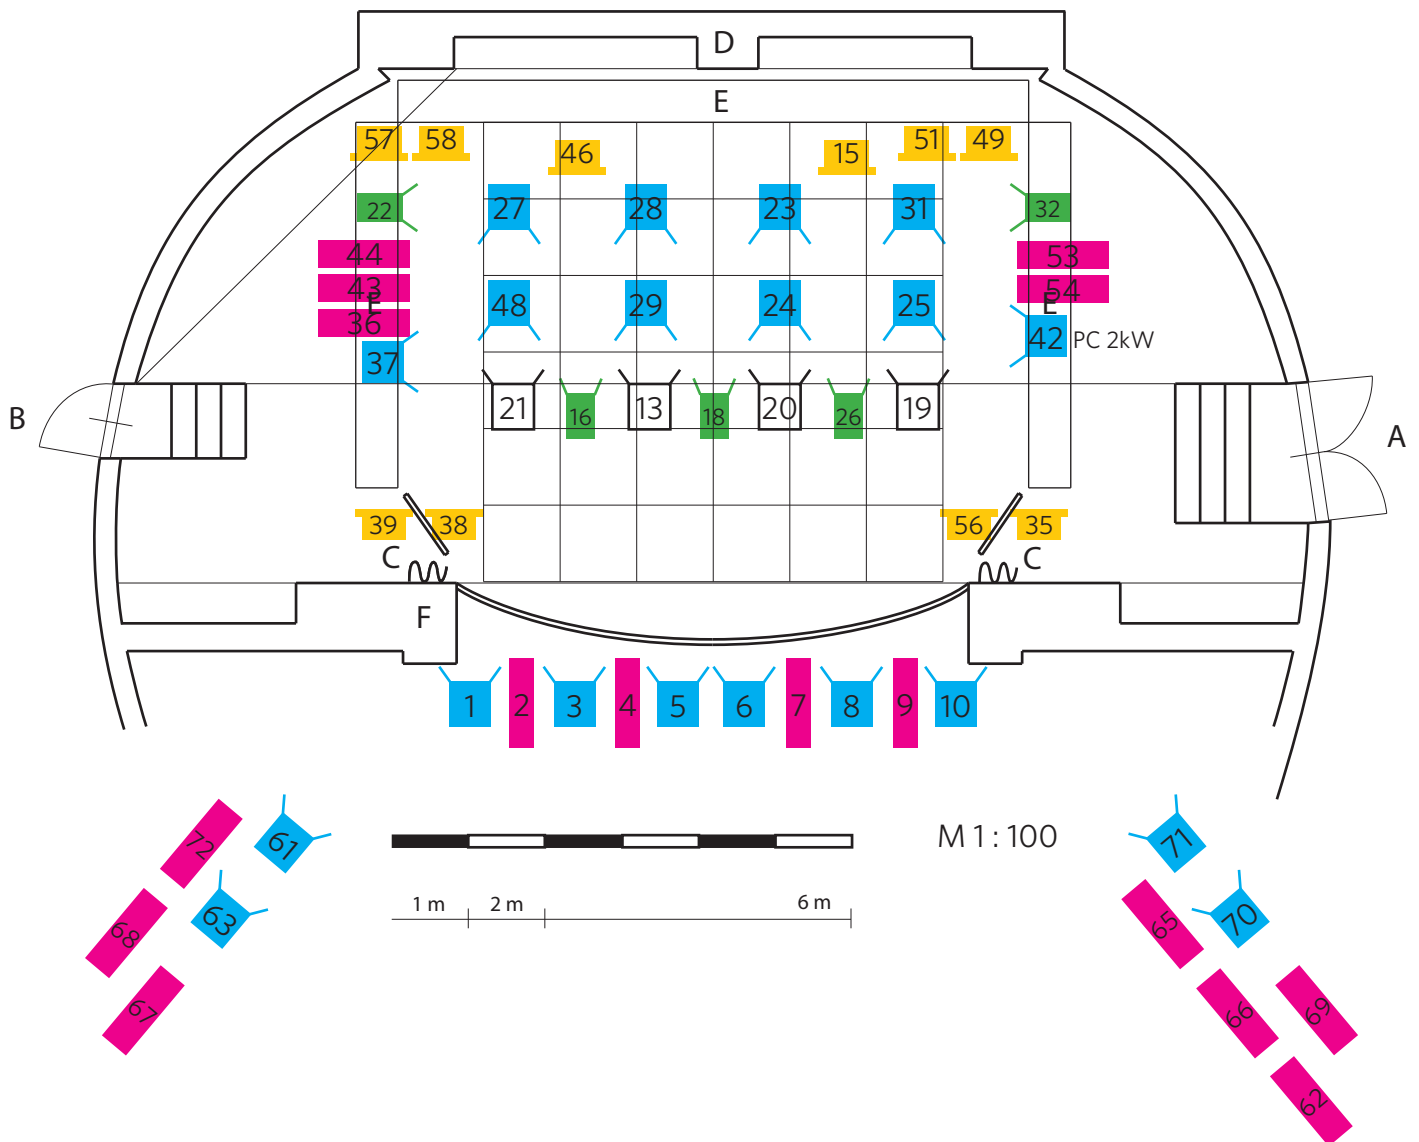 D
E
57 58 46 15 51 49
22 27 28 23 31 32
44 53
43 54
E E
36
48 29 24 25
37 42 PC 2kW
21 16 13 18 20 26 19
B A
39 38 56 35
C C
F
1 2 3 4 5 6 7 8 9 10
72 61 M 1 : 100 71
63 1 m 2 m 6 m 70
68 65
67 66 69
62